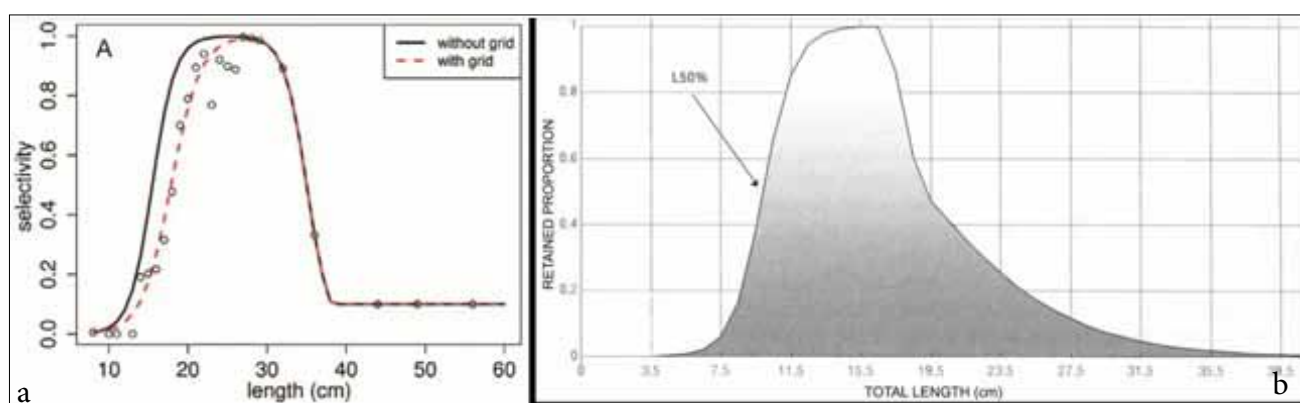 A
without grid
with grid
selectivity
1.0
0.8
0.6
0.4
0.2
0.0
10
20
30
40
50
60
length (cm)
a
RETAINED PROPORTION
1
0.8
0.6
0.4
0.2
0
L50%
0
3.5
7.5
11.5
15.5
19.5
23.5
27.5
31.5
35.5
39.5
TOTAL LENGTH (cm)
b